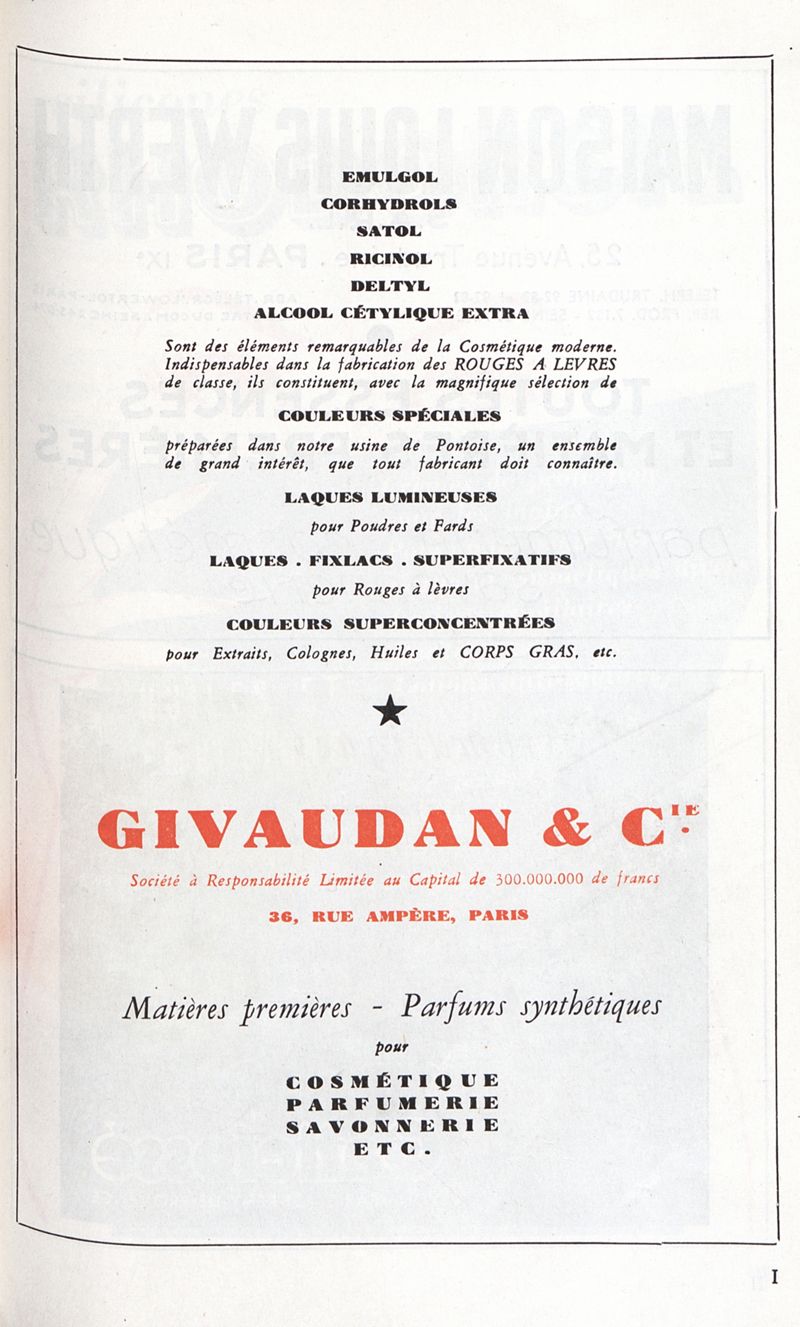 EMULGOL
CORHYDROLS
SATOL
RICINOL
DELTYL
ALCOOL CÉTYLIQUE EXTRA
Sont des éléments remarquables de la Cosmétique moderne.
Indispensables dans la fabrication des ROUGES A LEVRES
de classe, ils constituent, avec la magnifique sélection de
COULEURS SPÉCIALES
préparées dans notre usine de Pontoise, un ensemble
de grand intérêt, que tout fabricant doit connaître.
LAQUES LUMINEUSES
pour Poudres et Fards
LAQUES . FIXLACS . SUPERFIXATIFS
pour Rouges à lèvres
COULEURS SUPERCONCENTRÉES
pour Extraits, Colognes, Huiles et CORPS GRAS, etc.
GIVAUDAN & CIE.
Société à Responsabilité Limitée au Capital de 300.000.000 de francs
36, RUE AMPÈRE, PARIS
Matières premières - Parfums synthétiques
pour
COSMÉTIQUE
PARFUMERIE
SAVONNERIE
ETC.
I